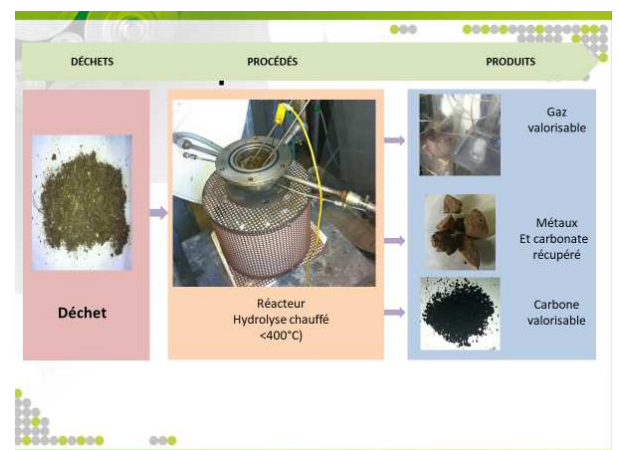 DÉCHETS
PROCÉDÉS
PRODUITS
Gaz
valorisable
Métaux
Et carbonate
récupéré
Déchet
Réacteur
Hydrolyse chauffé
<400°C)
Carbone
valorisable